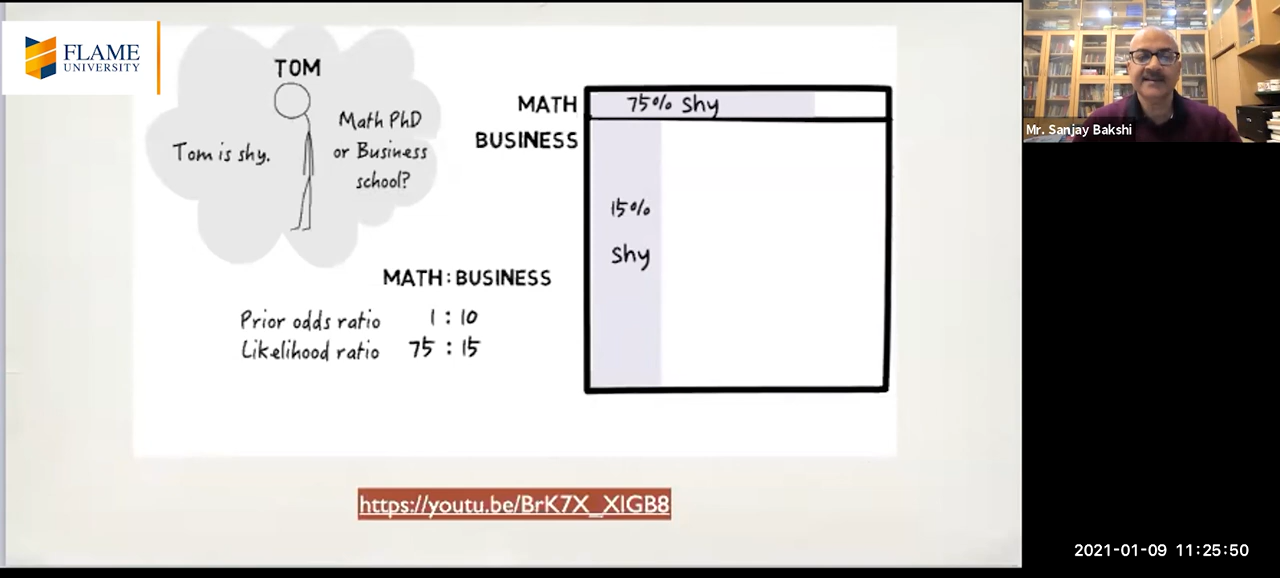 FLAME
UNIVERSITY
TOM
Tom is shy.
Math PhD
or Business
school?
MATH
75% shy
BUSINESS
15%
shy
MATH : BUSINESS
Prior odds ratio 1 : 10
Likelihood ratio 75 : 15
https://youtu.be/BrK7X_XIGB8
Mr. Sanjay Bakshi
2021-01-09 11:25:50